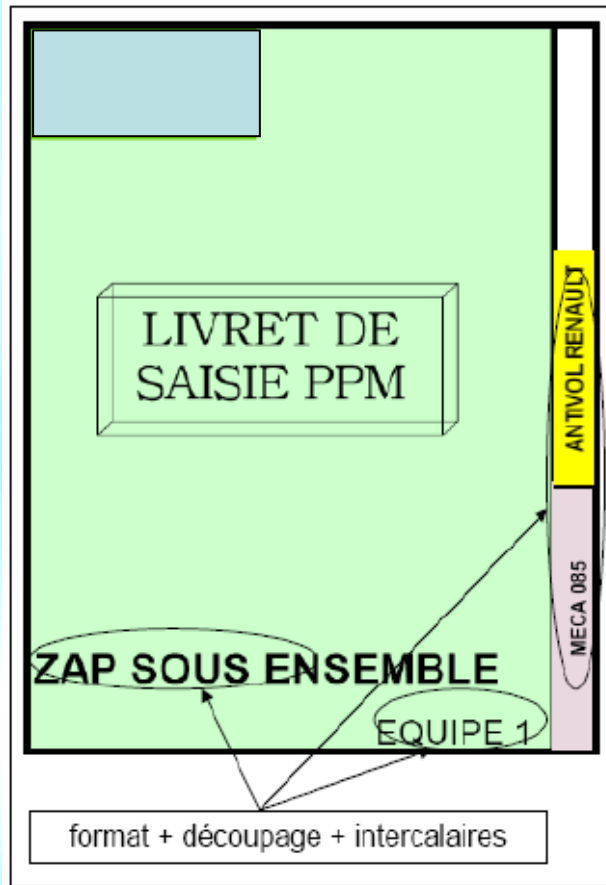 LIVRET DE
SAISIE PPM
ANTIVOL RENAULT
MECA 085
ZAP SOUS ENSEMBLE
EQUIPE 1
format + découpage + intercalaires